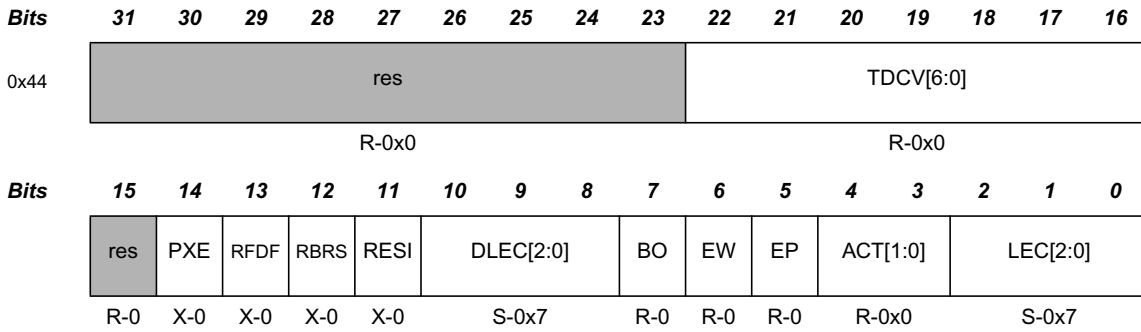 Bits 31 30 29 28 27 26 25 24 23 22 21 20 19 18 17 16
0x44 res TDCV[6:0]
R-0x0 R-0x0
Bits 15 14 13 12 11 10 9 8 7 6 5 4 3 2 1 0
res PXE RFDF RBRS RESI DLEC[2:0] BO EW EP ACT[1:0] LEC[2:0]
R-0 X-0 X-0 X-0 X-0 S-0x7 R-0 R-0 R-0 R-0x0 S-0x7